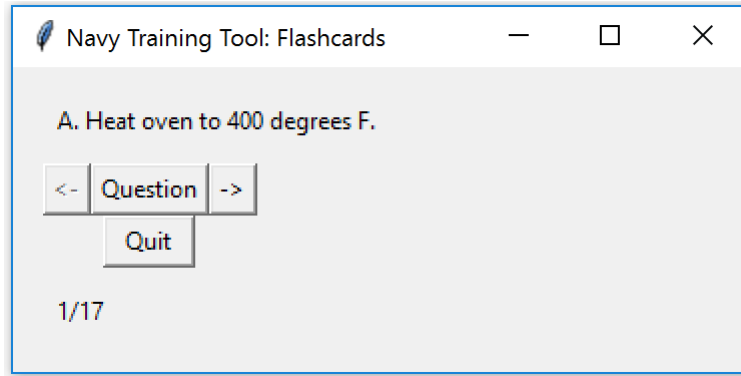 Navy Training Tool: Flashcards
A. Heat oven to 400 degrees F.
<- Question ->
Quit
1/17